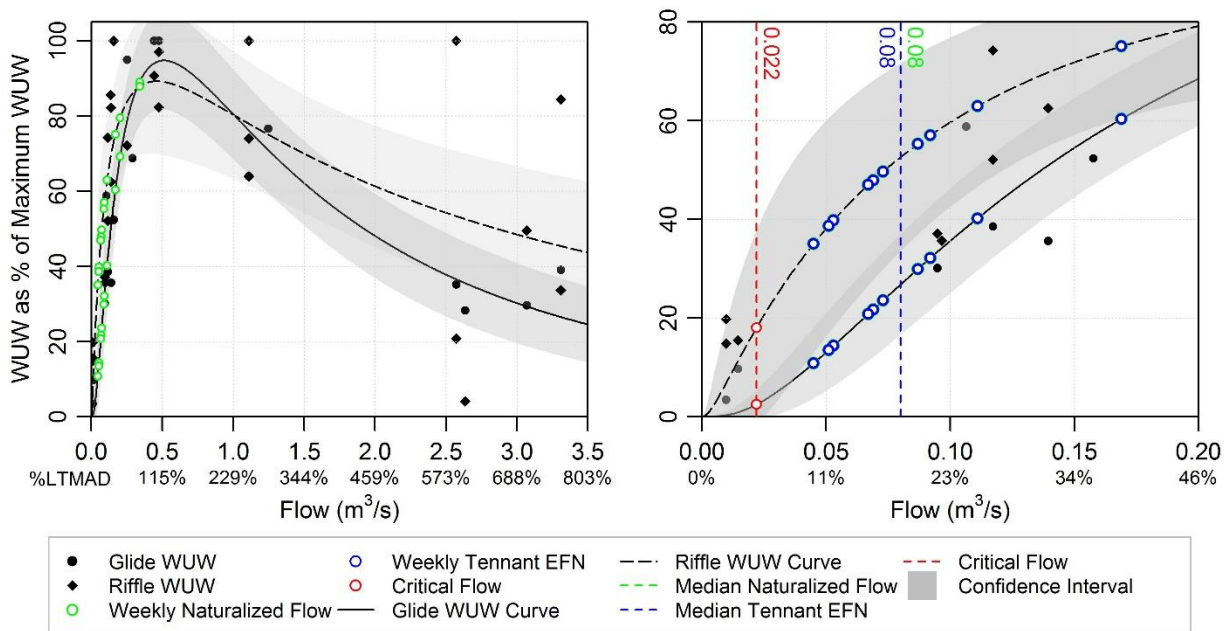 WUW as % of Maximum WUW
100
80
60
40
20
0
0.0 0.5 1.0 1.5 2.0 2.5 3.0 3.5
%LTMAD 115% 229% 344% 459% 573% 688% 803%
Flow (m³/s)
80
60
40
20
0
0.022
0.08
0.08
0.00 0.05 0.10 0.15 0.20
0% 11% 23% 34% 46%
Flow (m³/s)
Glide WUW Weekly Tennant EFN Riffle WUW Curve Critical Flow
Riffle WUW Critical Flow Median Naturalized Flow Confidence Interval
Weekly Naturalized Flow Glide WUW Curve Median Tennant EFN